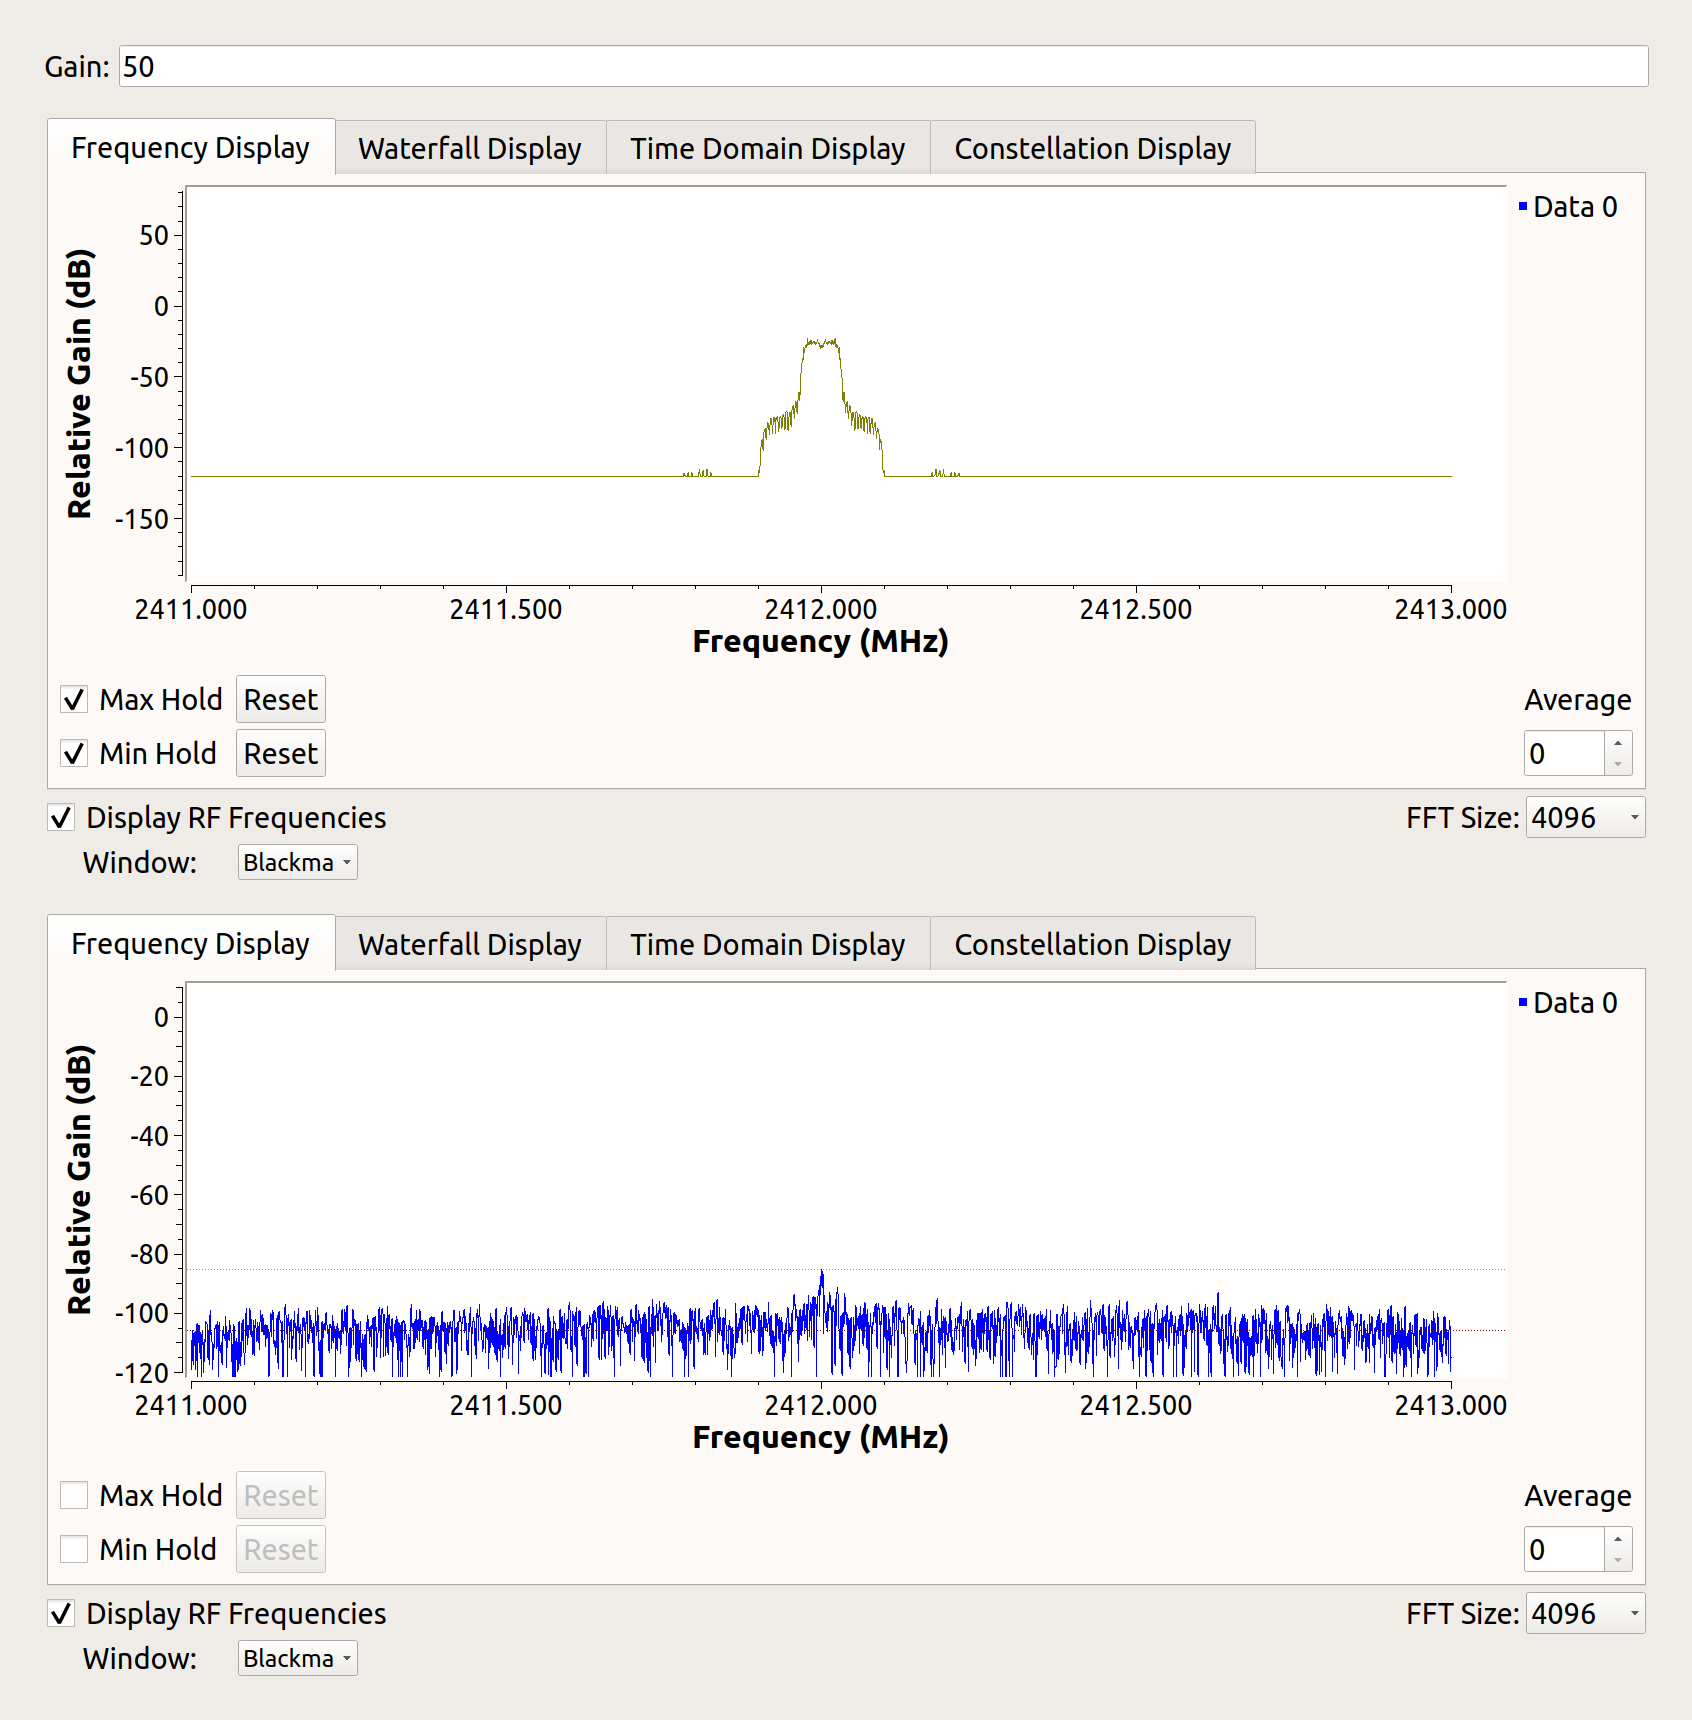 Gain: 50
Frequency Display Waterfall Display Time Domain Display Constellation Display
Data 0
50
0
-50
-100
-150
Relative Gain (dB)
2411.000 2411.500 2412.000 2412.500 2413.000
Frequency (MHz)
Max Hold Reset Average
Min Hold Reset 0
Display RF Frequencies FFT Size: 4096
Window: Blackma
Frequency Display Waterfall Display Time Domain Display Constellation Display
Data 0
0
-20
-40
-60
-80
-100
-120
Relative Gain (dB)
2411.000 2411.500 2412.000 2412.500 2413.000
Frequency (MHz)
Max Hold Reset Average
Min Hold Reset 0
Display RF Frequencies FFT Size: 4096
Window: Blackma